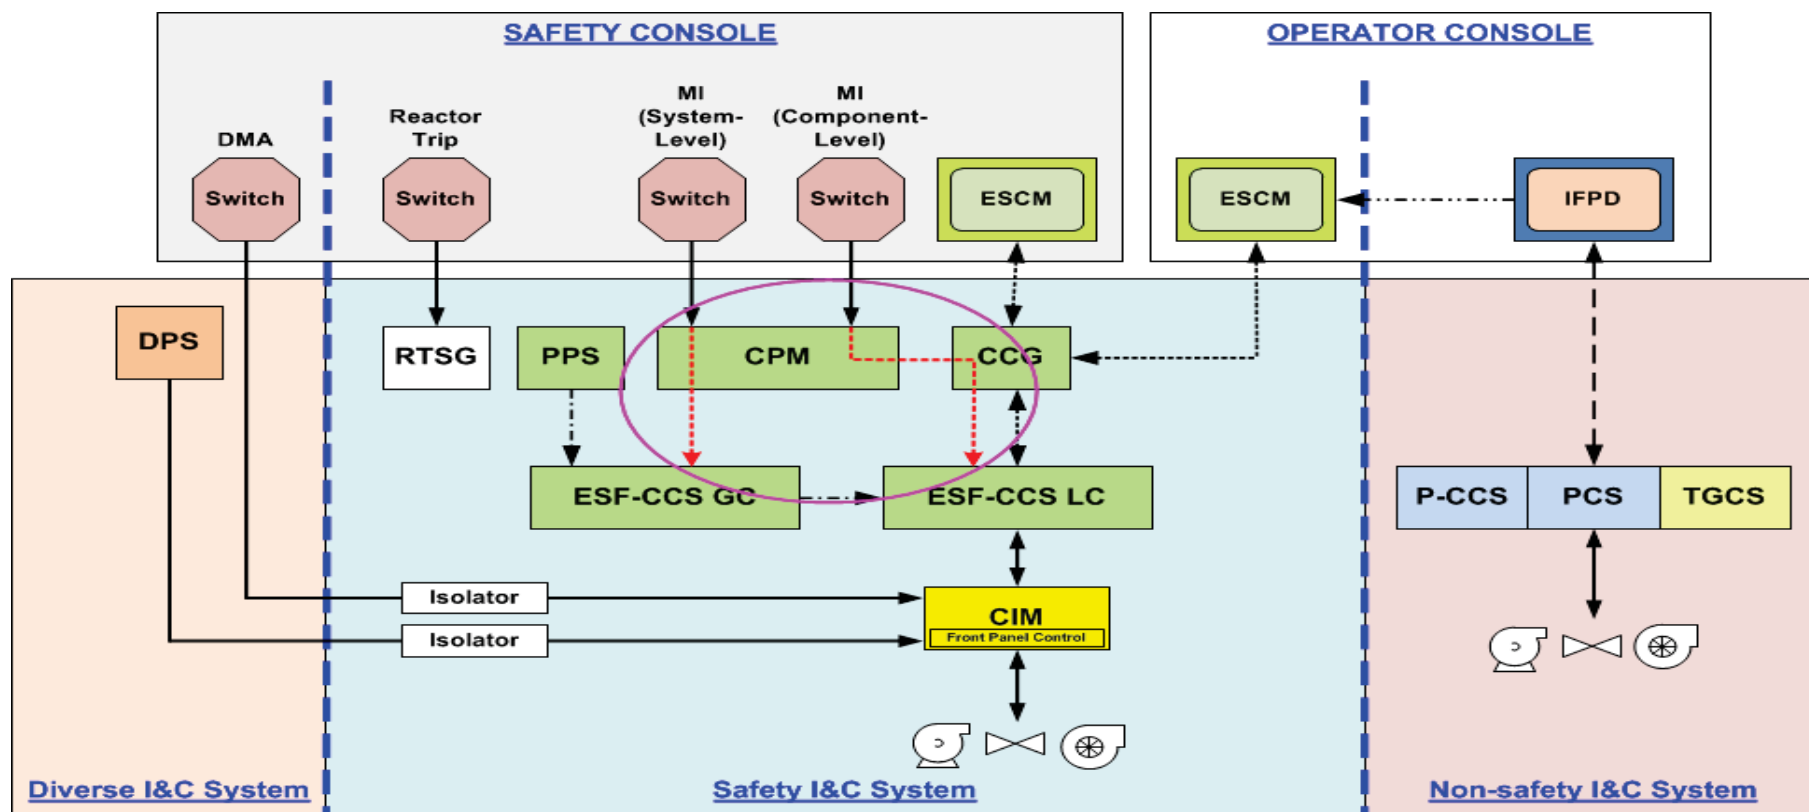 SAFETY CONSOLE
OPERATOR CONSOLE
DMA
Reactor
Trip
MI
(System-
Level)
MI
(Component-
Level)
Switch
Switch
Switch
Switch
ESCM
ESCM
IFPD
DPS
RTSG
PPS
CPM
CCG
ESF-CCS GC
ESF-CCS LC
P-CCS
PCS
TGCS
Isolator
Isolator
CIM
Front Panel Control
Diverse I&C System
Safety I&C System
Non-safety I&C System